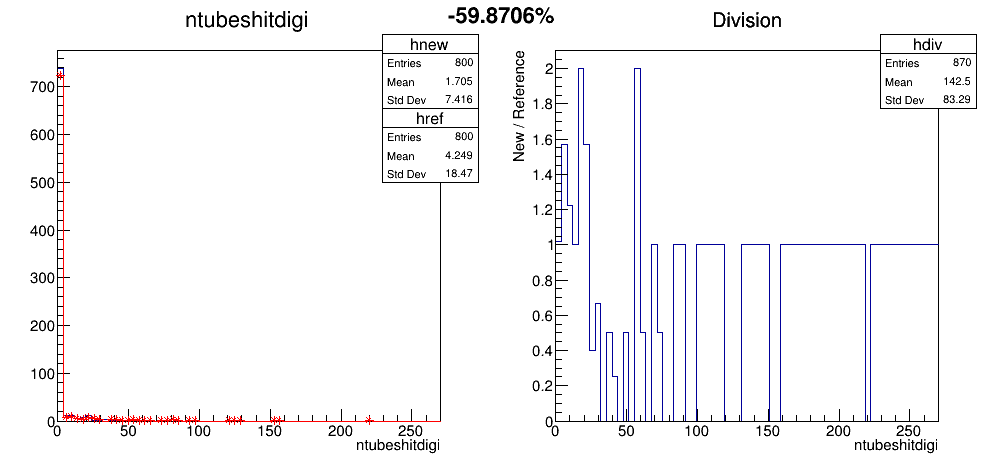 -59.8706%
ntubeshitdigi
hnew
Entries 800
Mean 1.705
Std Dev 7.416
href
Entries 800
Mean 4.249
Std Dev 18.47
700
600
500
400
300
200
100
0
0 50 100 150 200 250
ntubeshitdigi
Division
hdiv
Entries 870
Mean 142.5
Std Dev 83.29
New / Reference
2
1.8
1.6
1.4
1.2
1
0.8
0.6
0.4
0.2
0
0 50 100 150 200 250
ntubeshitdigi